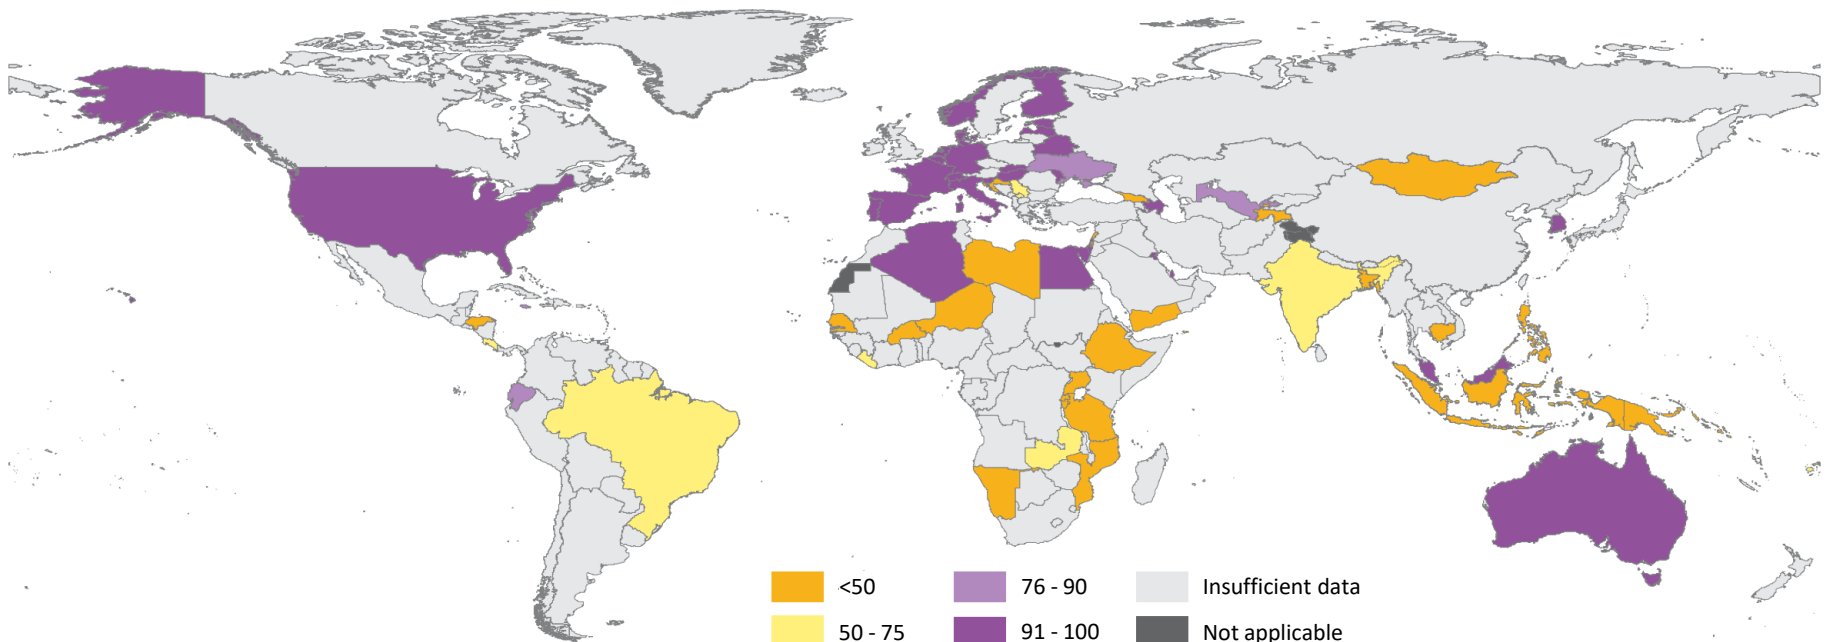 <50
76 - 90
Insufficient data
50 - 75
91 - 100
Not applicable